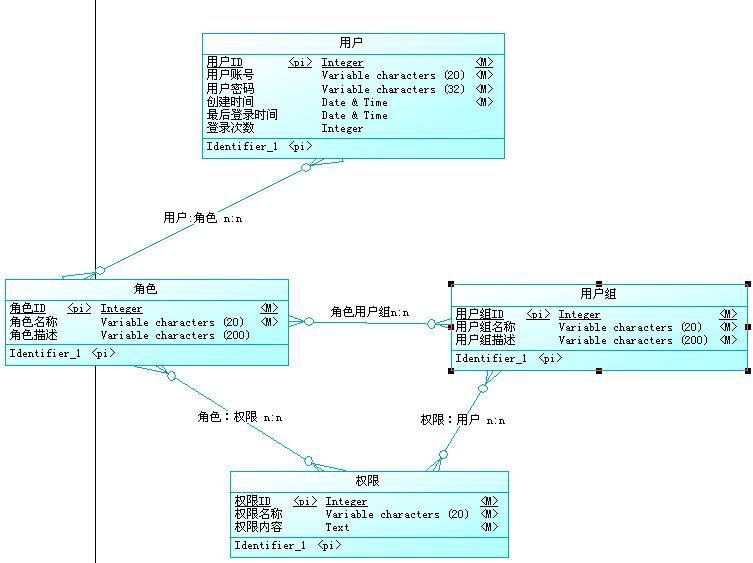 用户
用户ID <pi> Integer <M>
用户账号 Variable characters (20) <M>
用户密码 Variable characters (32) <M>
创建时间 Date & Time <M>
最后登录时间 Date & Time
登录次数 Integer
Identifier_1 <pi>
用户:角色 n:n
角色
角色ID <pi> Integer <M>
角色名称 Variable characters (20) <M>
角色描述 Variable characters (200)
Identifier_1 <pi>
角色用户组n:n
用户组
用户组ID <pi> Integer <M>
用户组名称 Variable characters (20) <M>
用户组描述 Variable characters (200) <M>
Identifier_1 <pi>
角色：权限 n:n
权限：用户 n:n
权限
权限ID <pi> Integer <M>
权限名称 Variable characters (20) <M>
权限内容 Text <M>
Identifier_1 <pi>